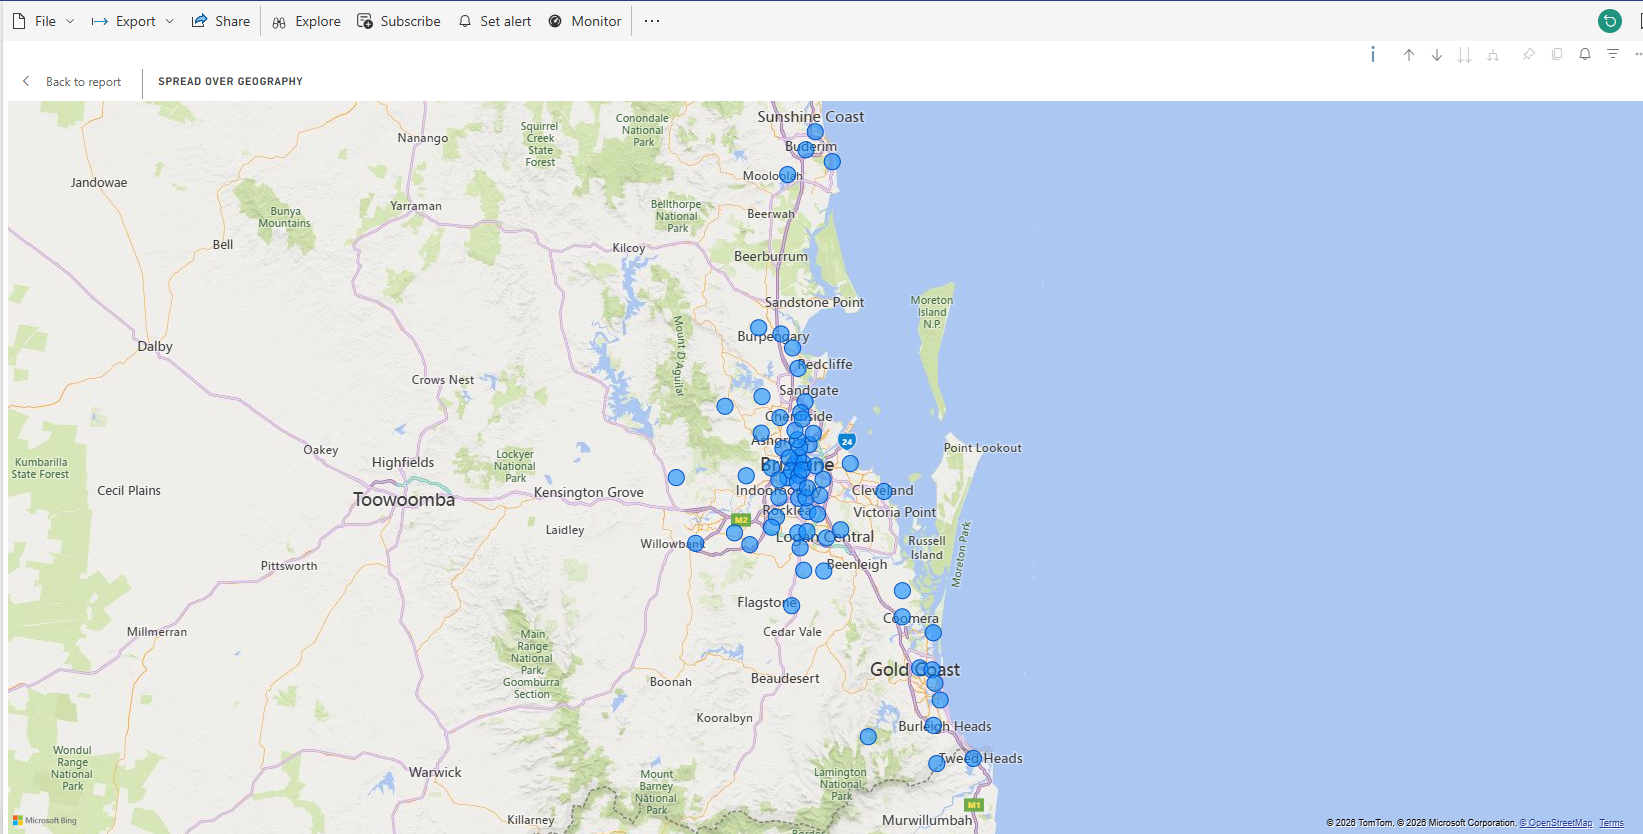 File
Export
Share
Explore
Subscribe
Set alert
Monitor
Back to report
SPREAD OVER GEOGRAPHY
Sunshine Coast
Conondale
National
Park
Squirrel
Creek
State
Forest
Nanango
Buderim
Mooloolah
Jandowae
Yarraman
Bellthorpe
National
Park
Beerwah
Bunya
Mountains
Bell
Kilcoy
Beerburrum
Sandstone Point
Moreton
Island
N.P.
Mount D'Aguilar
Burpengary
Dalby
Redcliffe
Crows Nest
Sandgate
Chermside
Ashgro
24
Point Lookout
Oakey
Highfields
Lockyer
National
Park
Kumbarilla
State Forest
Brisbane
Cecil Plains
Toowoomba
Kensington Grove
Indooroopilly
Cleveland
Rocklea
Victoria Point
M2
Laidley
Willowbank
Logan Central
Russell
Island
Moreton Park
Pittsworth
Beenleigh
Flagstone
Coomera
Millmerran
Cedar Vale
Main
Range
National
Park,
Goomburra
Section
Gold Coast
Boonah
Beaudesert
Kooralbyn
Burleigh Heads
Wondul
Range
National
Park
Warwick
Mount
Barney
National
Park
Lamington
National
Park
Tweed Heads
M1
Killarney
Murwillumbah
Border
Microsoft Bing
© 2026 TomTom, © 2026 Microsoft Corporation, © OpenStreetMap Terms